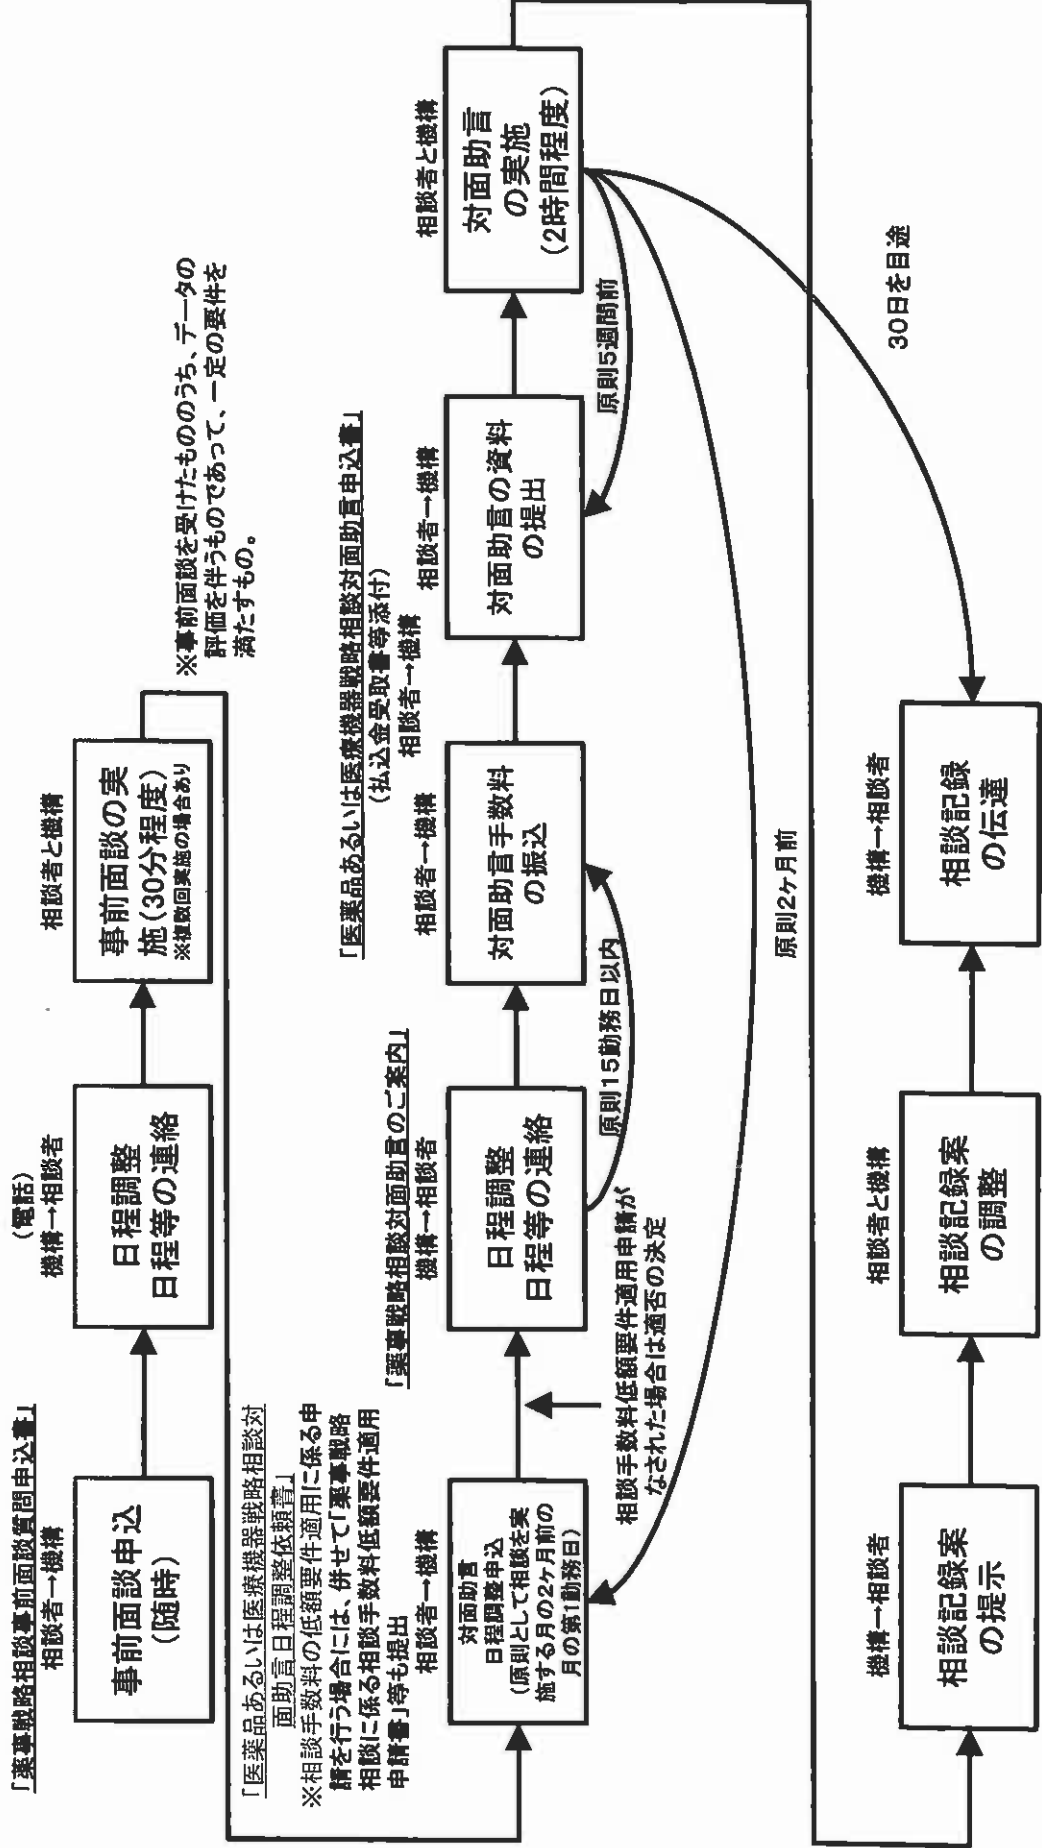 「薬事戦略相談事前面談質問申込書」
相談者→機構
事前面談申込
（随時）
（電話）
機構→相談者
日程調整
日程等の連絡
相談者と機構
事前面談の実
施（30分程度）
※複数回実施の場合あり
※事前面談を受けたもののうち、データの
評価を伴うものであって、一定の要件を
満たすもの。
「医薬品あるいは医療機器戦略相談対
面助言日程調整依頼書」
※相談手数料の低額要件適用に係る申
請を行う場合には、併せて「薬事戦略
相談に係る相談手数料低額要件適用
申請書」等も提出
相談者→機構
対面助言
日程調整申込
（原則として相談を実
施する月の2ヶ月前の
月の第1勤務日）
相談手数料低額要件適用申請が
なされた場合は適否の決定
「薬事戦略相談対面助言のご案内」
機構→相談者
日程調整
日程等の連絡
原則15勤務日以内
「医薬品あるいは医療機器戦略相談対面助言申込書」
（払込金受取書等添付）
相談者→機構
相談者→機構
対面助言手数料
の振込
相談者→機構
対面助言の資料
の提出
原則5週間前
相談者と機構
対面助言
の実施
（2時間程度）
原則2ヶ月前
30日を目途
機構→相談者
相談記録案
の提示
相談者と機構
相談記録案
の調整
機構→相談者
相談記録
の伝達